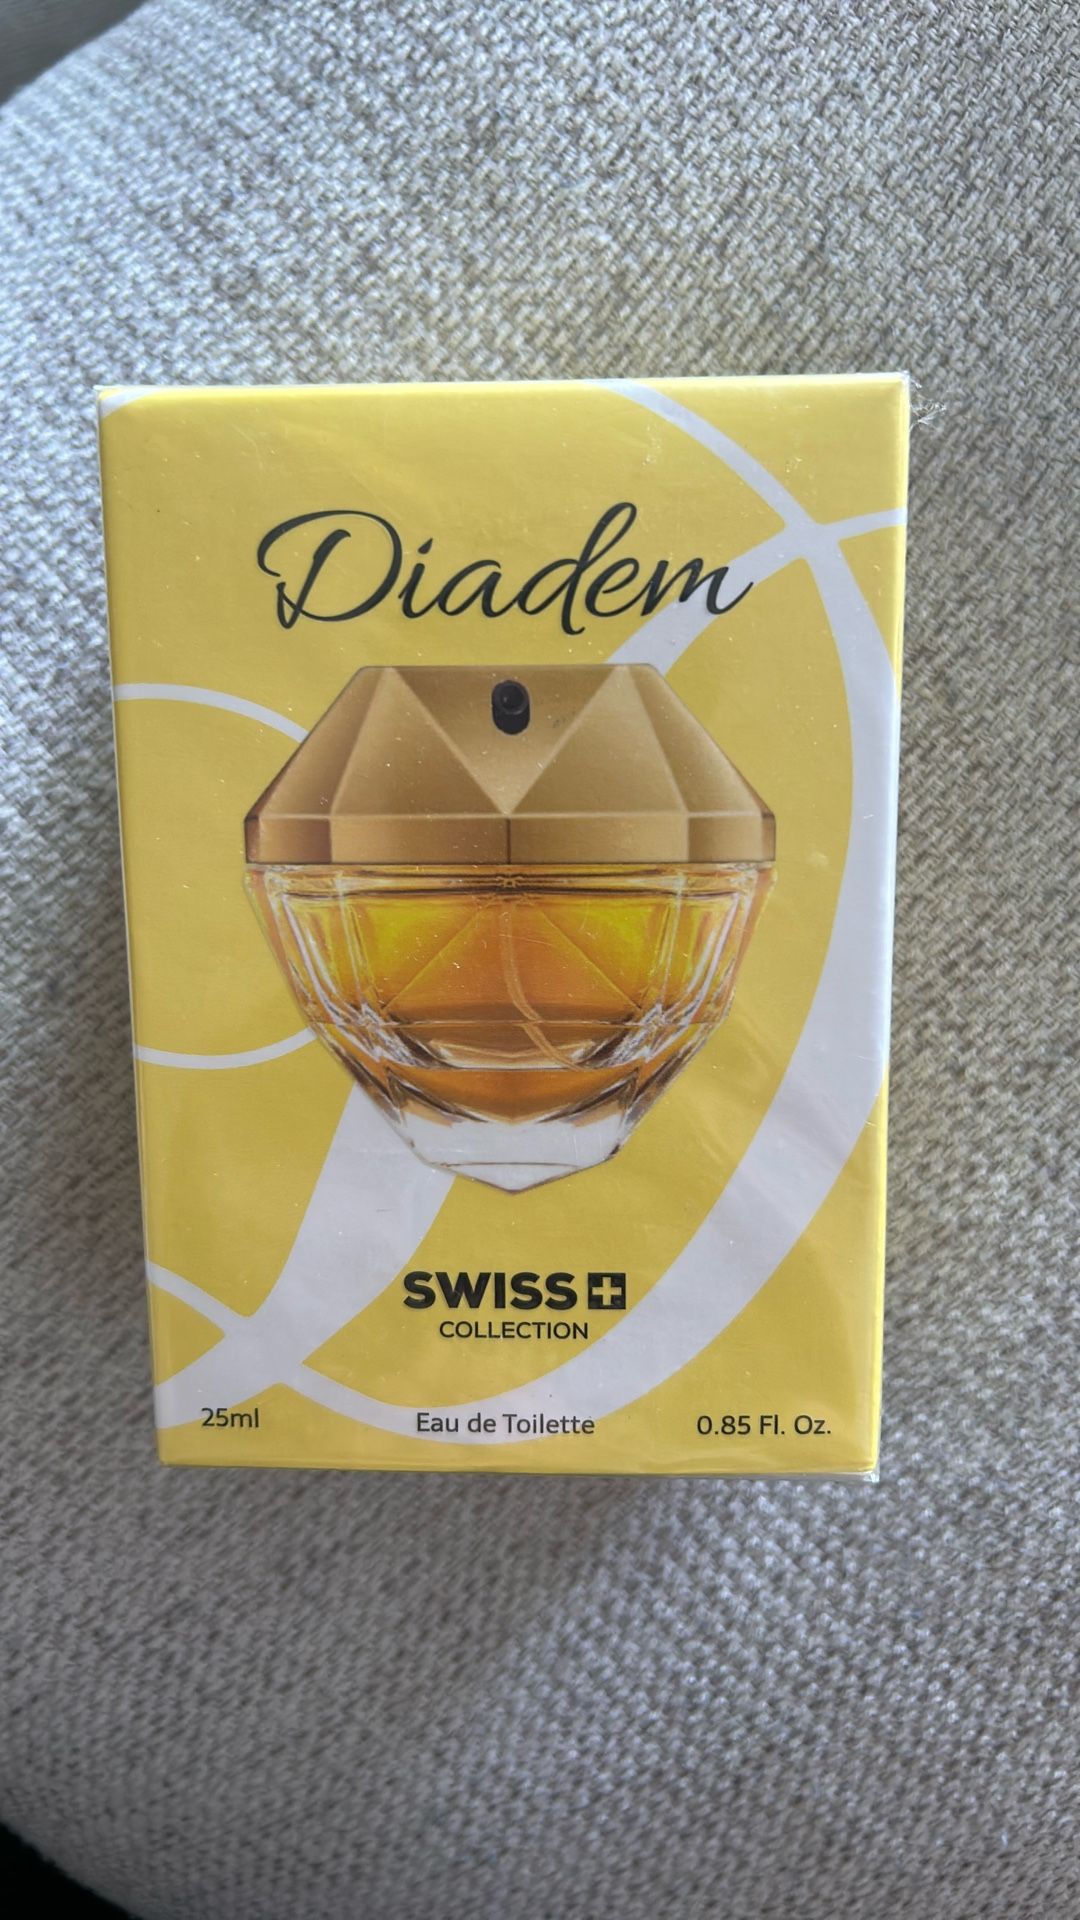 Diadem
SWISS
COLLECTION
25ml
Eau de Toilette
0.85 Fl. Oz.